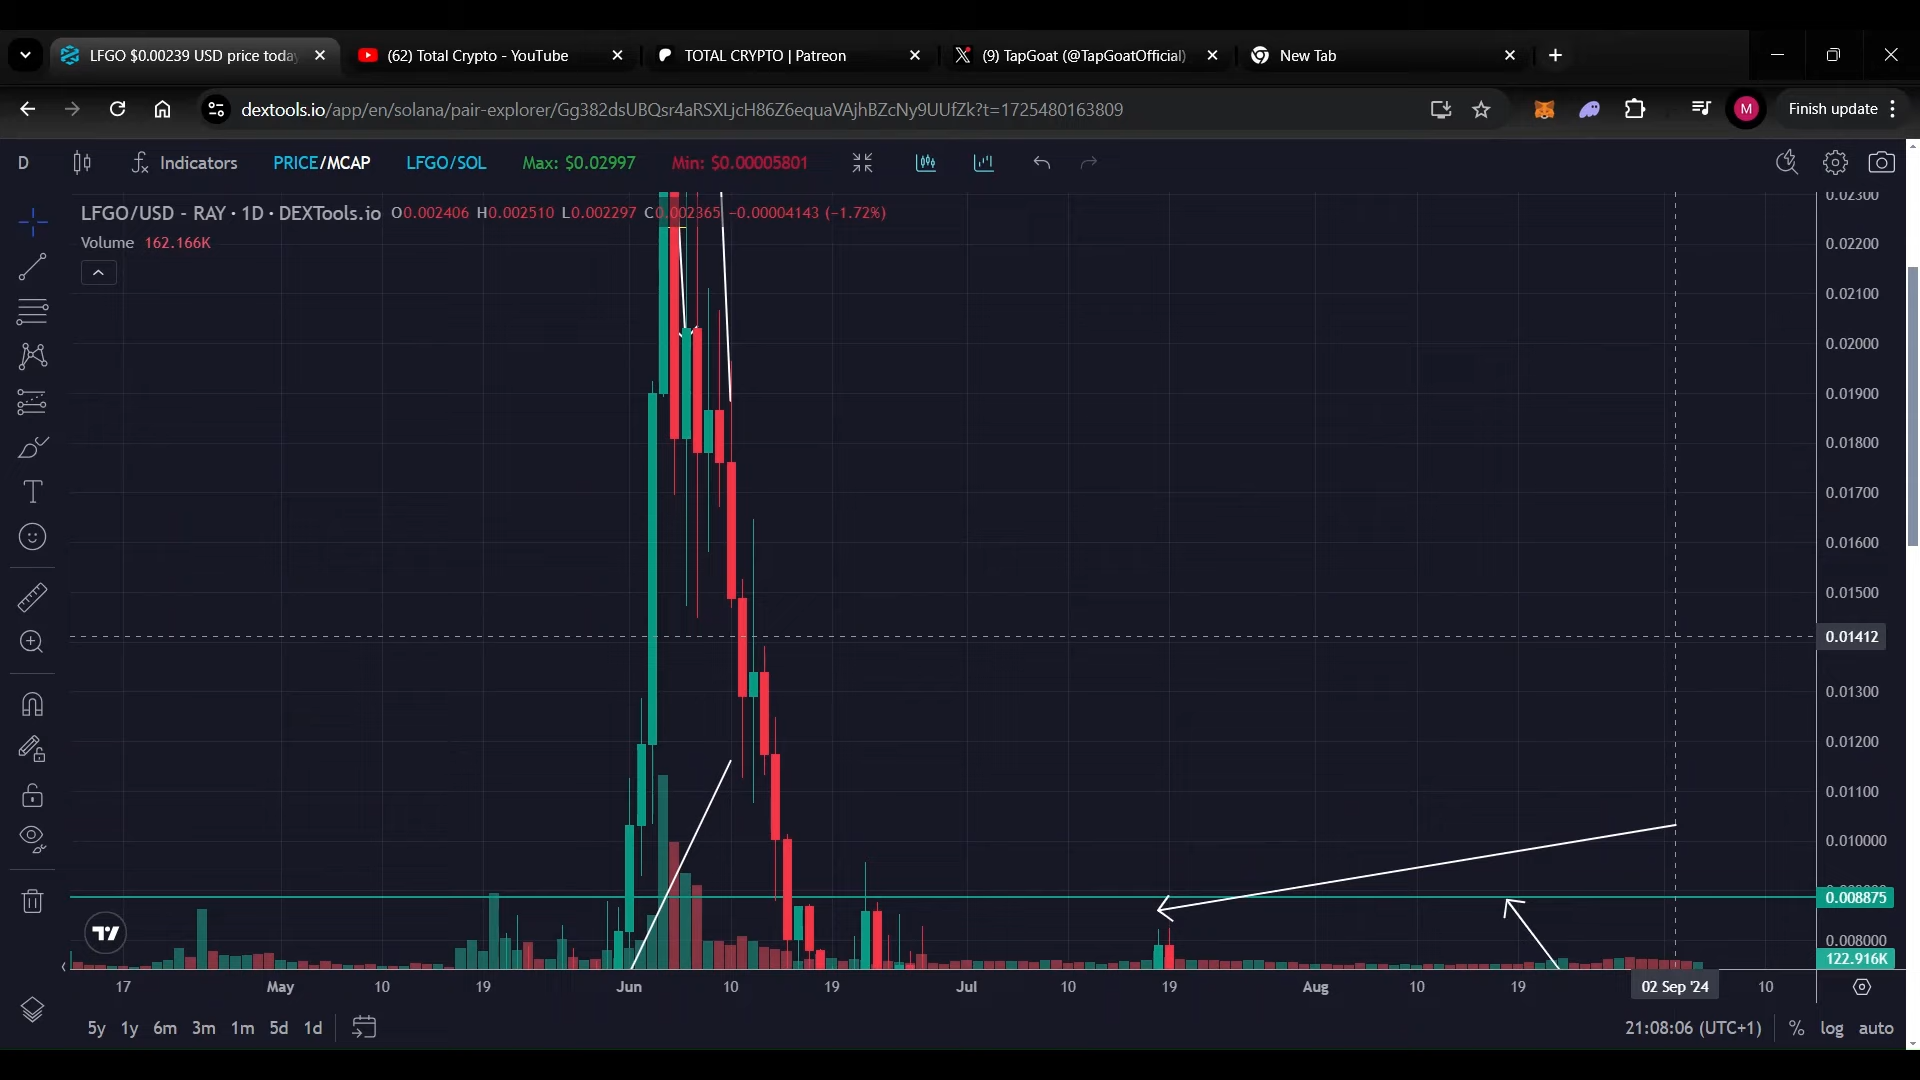 LFGO $0.00239 USD price today
(62) Total Crypto - YouTube
TOTAL CRYPTO | Patreon
(9) TapGoat (@TapGoatOfficial)
New Tab
dextools.io/app/en/solana/pair-explorer/Gg382dsUBQsr4aRSXLjcH86Z6equaVAjhBZcNy9UUfZk?t=1725480163809
M
Finish update
D
Indicators
PRICE/MCAP
LFGO/SOL
Max: $0.02997
Min: $0.00005801
LFGO/USD - RAY · 1D · DEXTools.io O0.002406 H0.002510 L0.002297 C0.002365 −0.00004143 (−1.72%)
Volume 162.166K
0.02300
0.02200
0.02100
0.02000
0.01900
0.01800
0.01700
0.01600
0.01500
0.01412
0.01300
0.01200
0.01100
0.01000
0.008875
0.008000
122.916K
17 May 10 19 Jun 10 19 Jul 10 19 Aug 10 19 02 Sep '24 10
5y 1y 6m 3m 1m 5d 1d
21:08:06 (UTC+1) % log auto